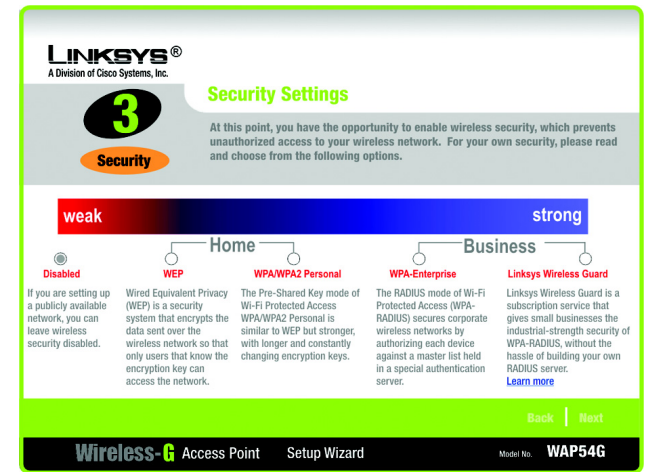 LINKSYS®
A Division of Cisco Systems, Inc.
3
Security
Security Settings
At this point, you have the opportunity to enable wireless security, which prevents
unauthorized access to your wireless network. For your own security, please read
and choose from the following options.
weak
strong
Home
Business
Disabled
If you are setting up
a publicly available
network, you can
leave wireless
security disabled.
WEP
Wired Equivalent Privacy
(WEP) is a security
system that encrypts the
data sent over the
wireless network so that
only users that know the
encryption key can
access the network.
WPA/WPA2 Personal
The Pre-Shared Key mode of
Wi-Fi Protected Access
WPA/WPA2 Personal is
similar to WEP but stronger,
with longer and constantly
changing encryption keys.
WPA-Enterprise
The RADIUS mode of Wi-Fi
Protected Access (WPA-
RADIUS) secures corporate
wireless networks by
authorizing each device
against a master list held
in a special authentication
server.
Linksys Wireless Guard
Linksys Wireless Guard is a
subscription service that
gives small businesses the
industrial-strength security of
WPA-RADIUS, without the
hassle of building your own
RADIUS server.
Learn more
Back | Next
Wireless-G Access Point Setup Wizard Model No. WAP54G